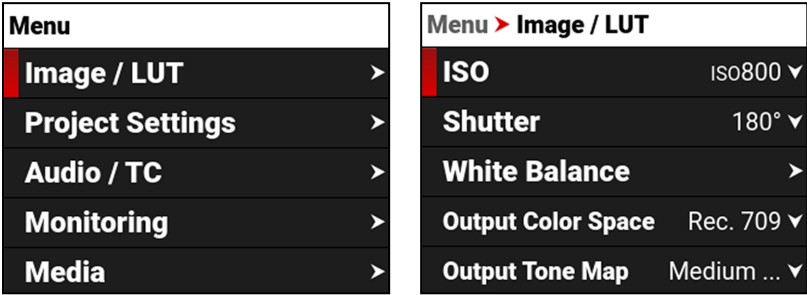 Menu
Image / LUT
Project Settings
Audio / TC
Monitoring
Media
Menu Image / LUT
ISO ISO800
Shutter 180°
White Balance
Output Color Space Rec. 709
Output Tone Map Medium ...